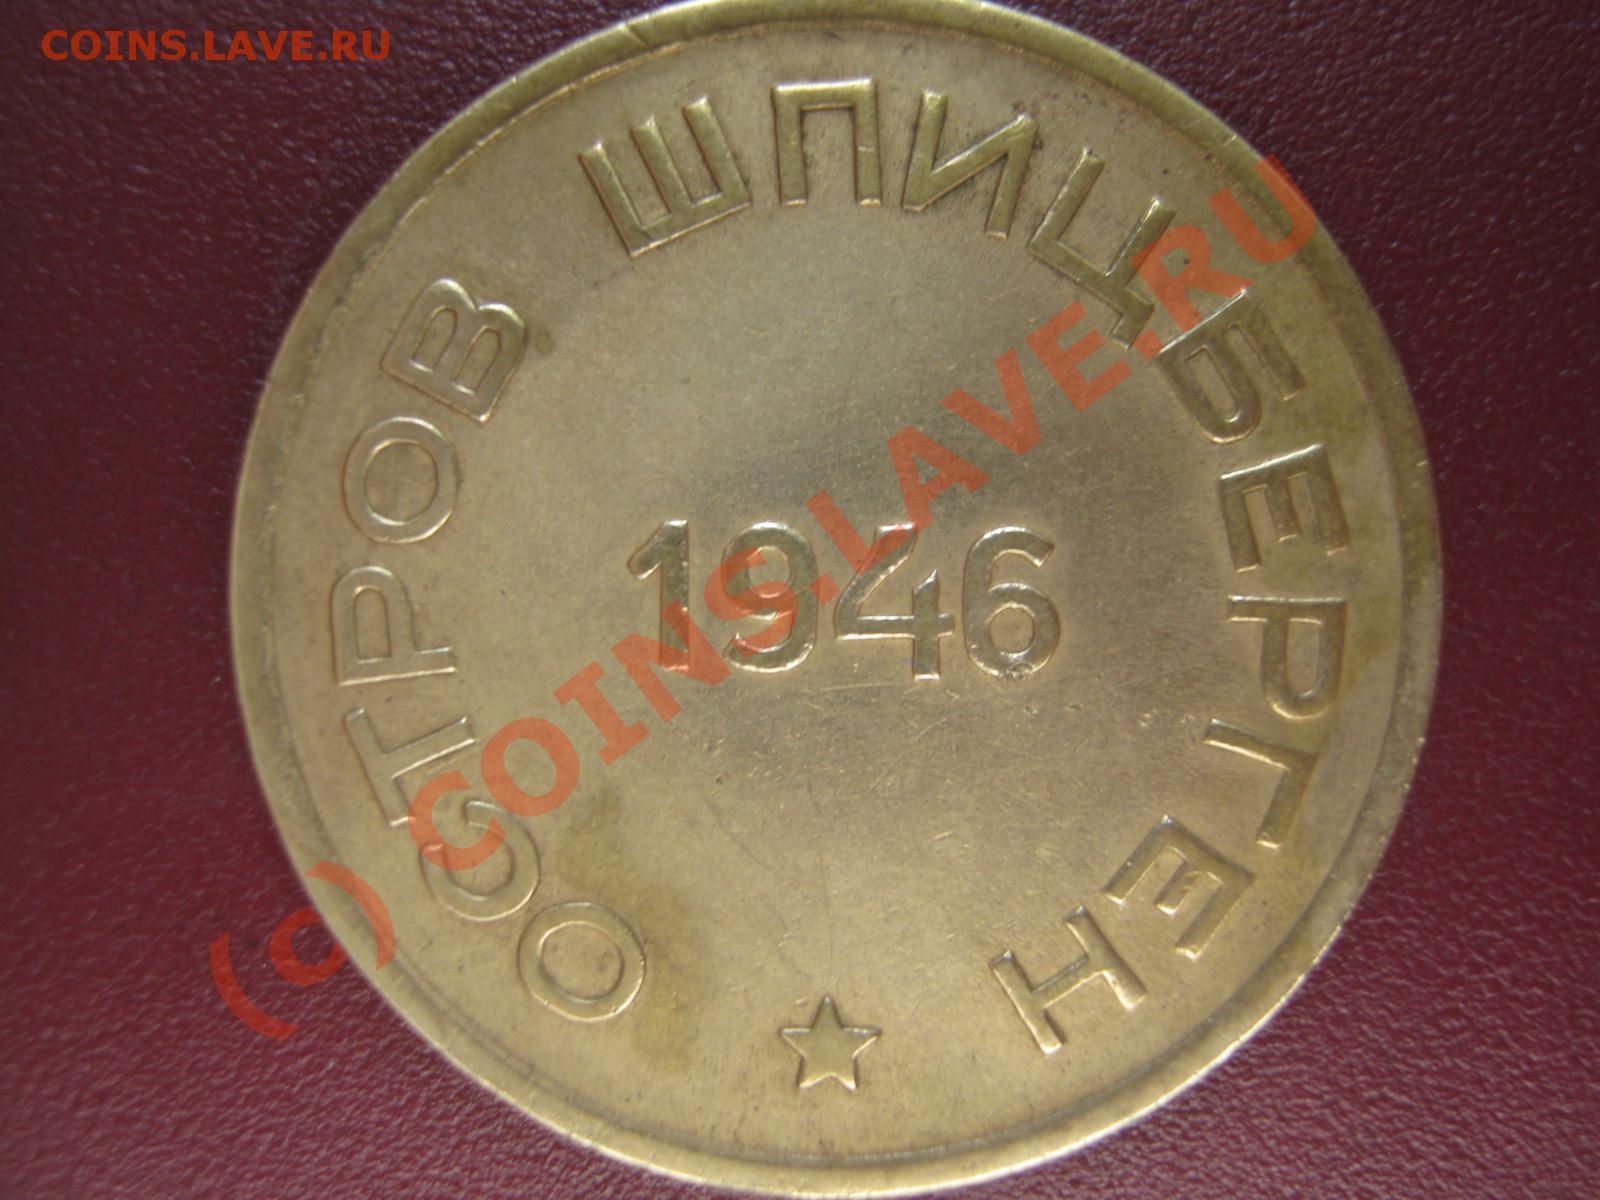 COINS.LAVE.RU
ОСТРОВ ШПИЦБЕРГЕН
1946
(c) COINS.LAVE.RU